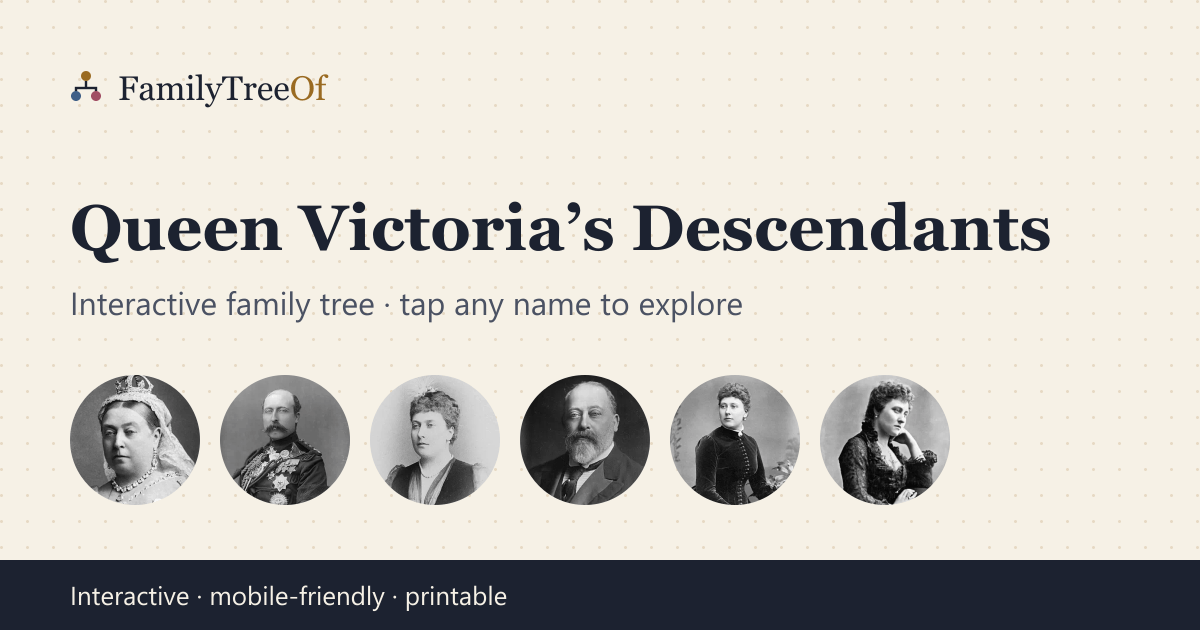 FamilyTreeOf
Queen Victoria’s Descendants
Interactive family tree · tap any name to explore
Interactive · mobile-friendly · printable